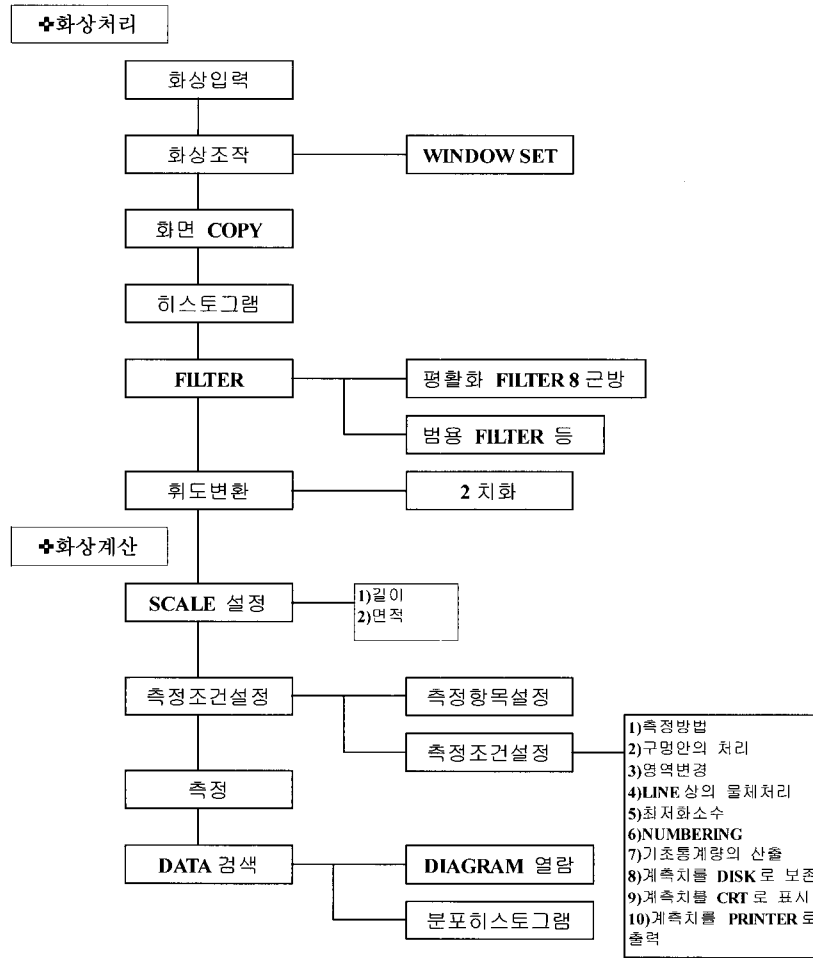 ✤화상처리
화상입력
화상조작
WINDOW SET
화면 COPY
히스토그램
FILTER
평활화 FILTER 8 근방
범용 FILTER 등
휘도변환
2 치화
✤화상계산
SCALE 설정
1)길이
2)면적
측정조건설정
측정항목설정
측정조건설정
1)측정방법
2)구멍안의 처리
3)영역변경
4)LINE 상의 물체처리
5)최저화소수
6)NUMBERING
7)기초통계량의 산출
8)계측치를 DISK 로 보존
9)계측치를 CRT 로 표시
10)계측치를 PRINTER 로
출력
측정
DATA 검색
DIAGRAM 열람
분포히스토그램